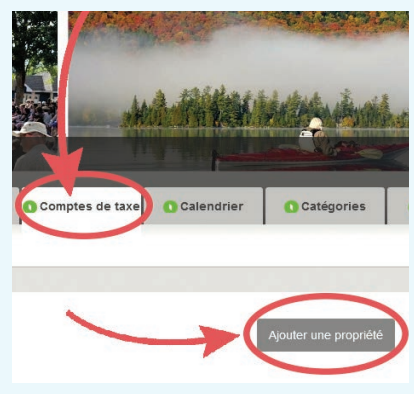 Comptes de taxe
Calendrier
Catégories
Ajouter une propriété